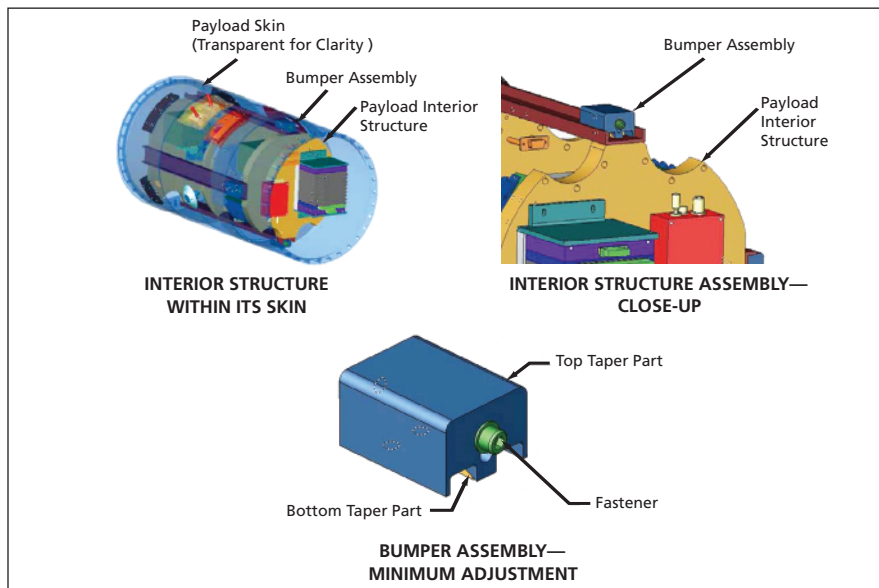 Payload Skin
(Transparent for Clarity )
Bumper Assembly
Payload Interior
Structure
INTERIOR STRUCTURE
WITHIN ITS SKIN
Bumper Assembly
Payload
Interior
Structure
INTERIOR STRUCTURE ASSEMBLY—
CLOSE-UP
Top Taper Part
Fastener
Bottom Taper Part
BUMPER ASSEMBLY—
MINIMUM ADJUSTMENT